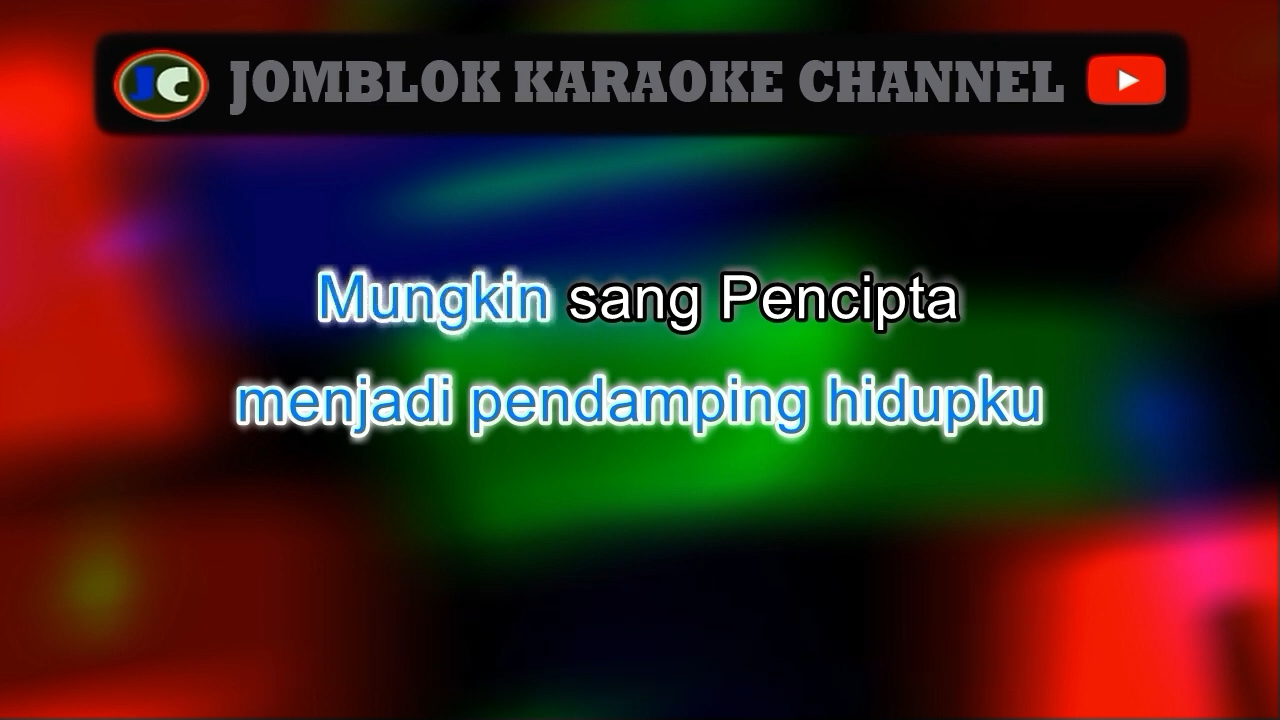 JC JOMBLOK KARAOKE CHANNEL
Mungkin sang Pencipta
menjadi pendamping hidupku